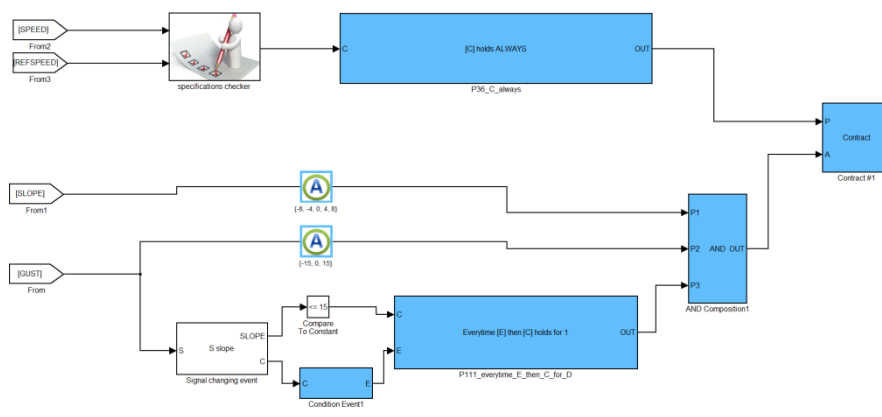 [SPEED]
From2
[REFSPEED]
From3
specifications checker
C
[C] holds ALWAYS
OUT
P36_C_always
P
Contract
A
Contract #1
[SLOPE]
From1
A
{-8, -4, 0, 4, 8}
[GUST]
From
A
{-15, 0, 15}
P1
P2
AND OUT
P3
AND Composition1
S
S slope
SLOPE
C
Signal changing event
<= 15
Compare
To Constant
C
E
Condition Event1
C
Everytime [E] then [C] holds for 1
OUT
E
P111_everytime_E_then_C_for_D